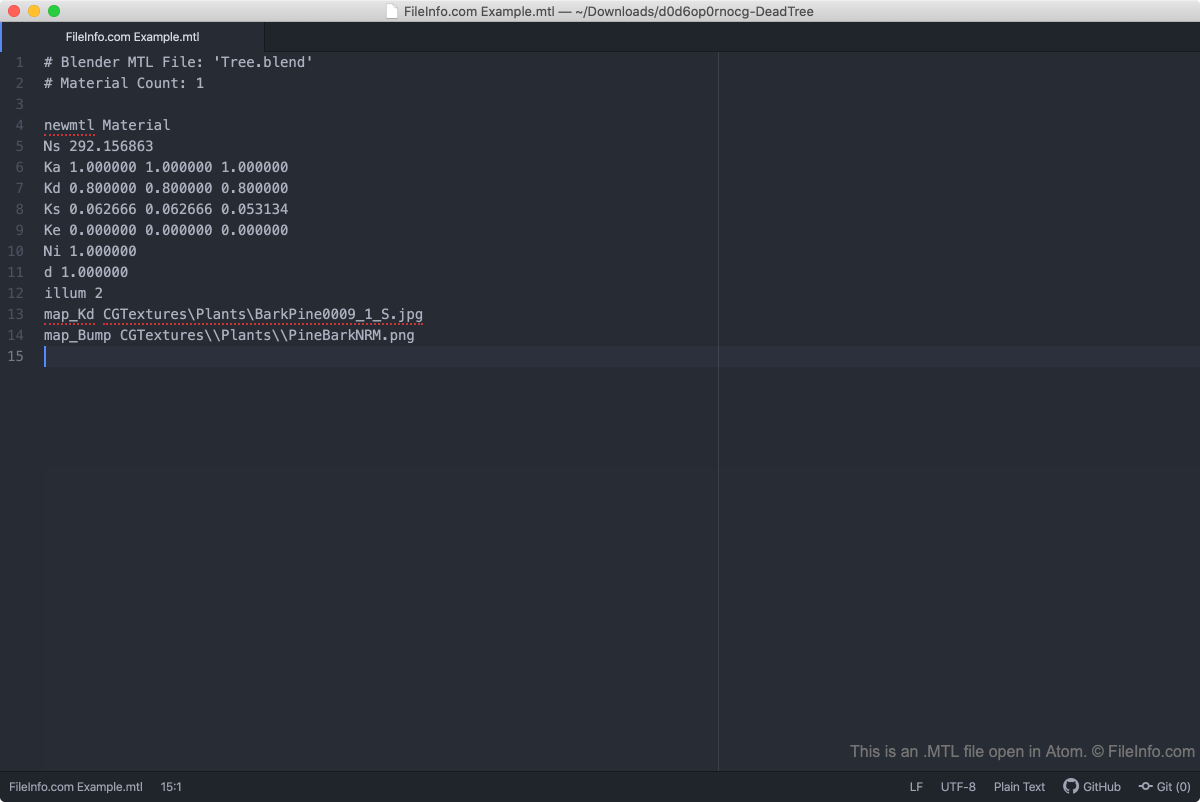 FileInfo.com Example.mtl — ~/Downloads/d0d6op0rnocg-DeadTree
FileInfo.com Example.mtl
1 # Blender MTL File: 'Tree.blend'
2 # Material Count: 1
3
4 newmtl Material
5 Ns 292.156863
6 Ka 1.000000 1.000000 1.000000
7 Kd 0.800000 0.800000 0.800000
8 Ks 0.062666 0.062666 0.053134
9 Ke 0.000000 0.000000 0.000000
10 Ni 1.000000
11 d 1.000000
12 illum 2
13 map_Kd CGTextures\Plants\BarkPine0009_1_S.jpg
14 map_Bump CGTextures\\Plants\\PineBarkNRM.png
15
This is an .MTL file open in Atom. © FileInfo.com
FileInfo.com Example.mtl 15:1 LF UTF-8 Plain Text GitHub Git (0)